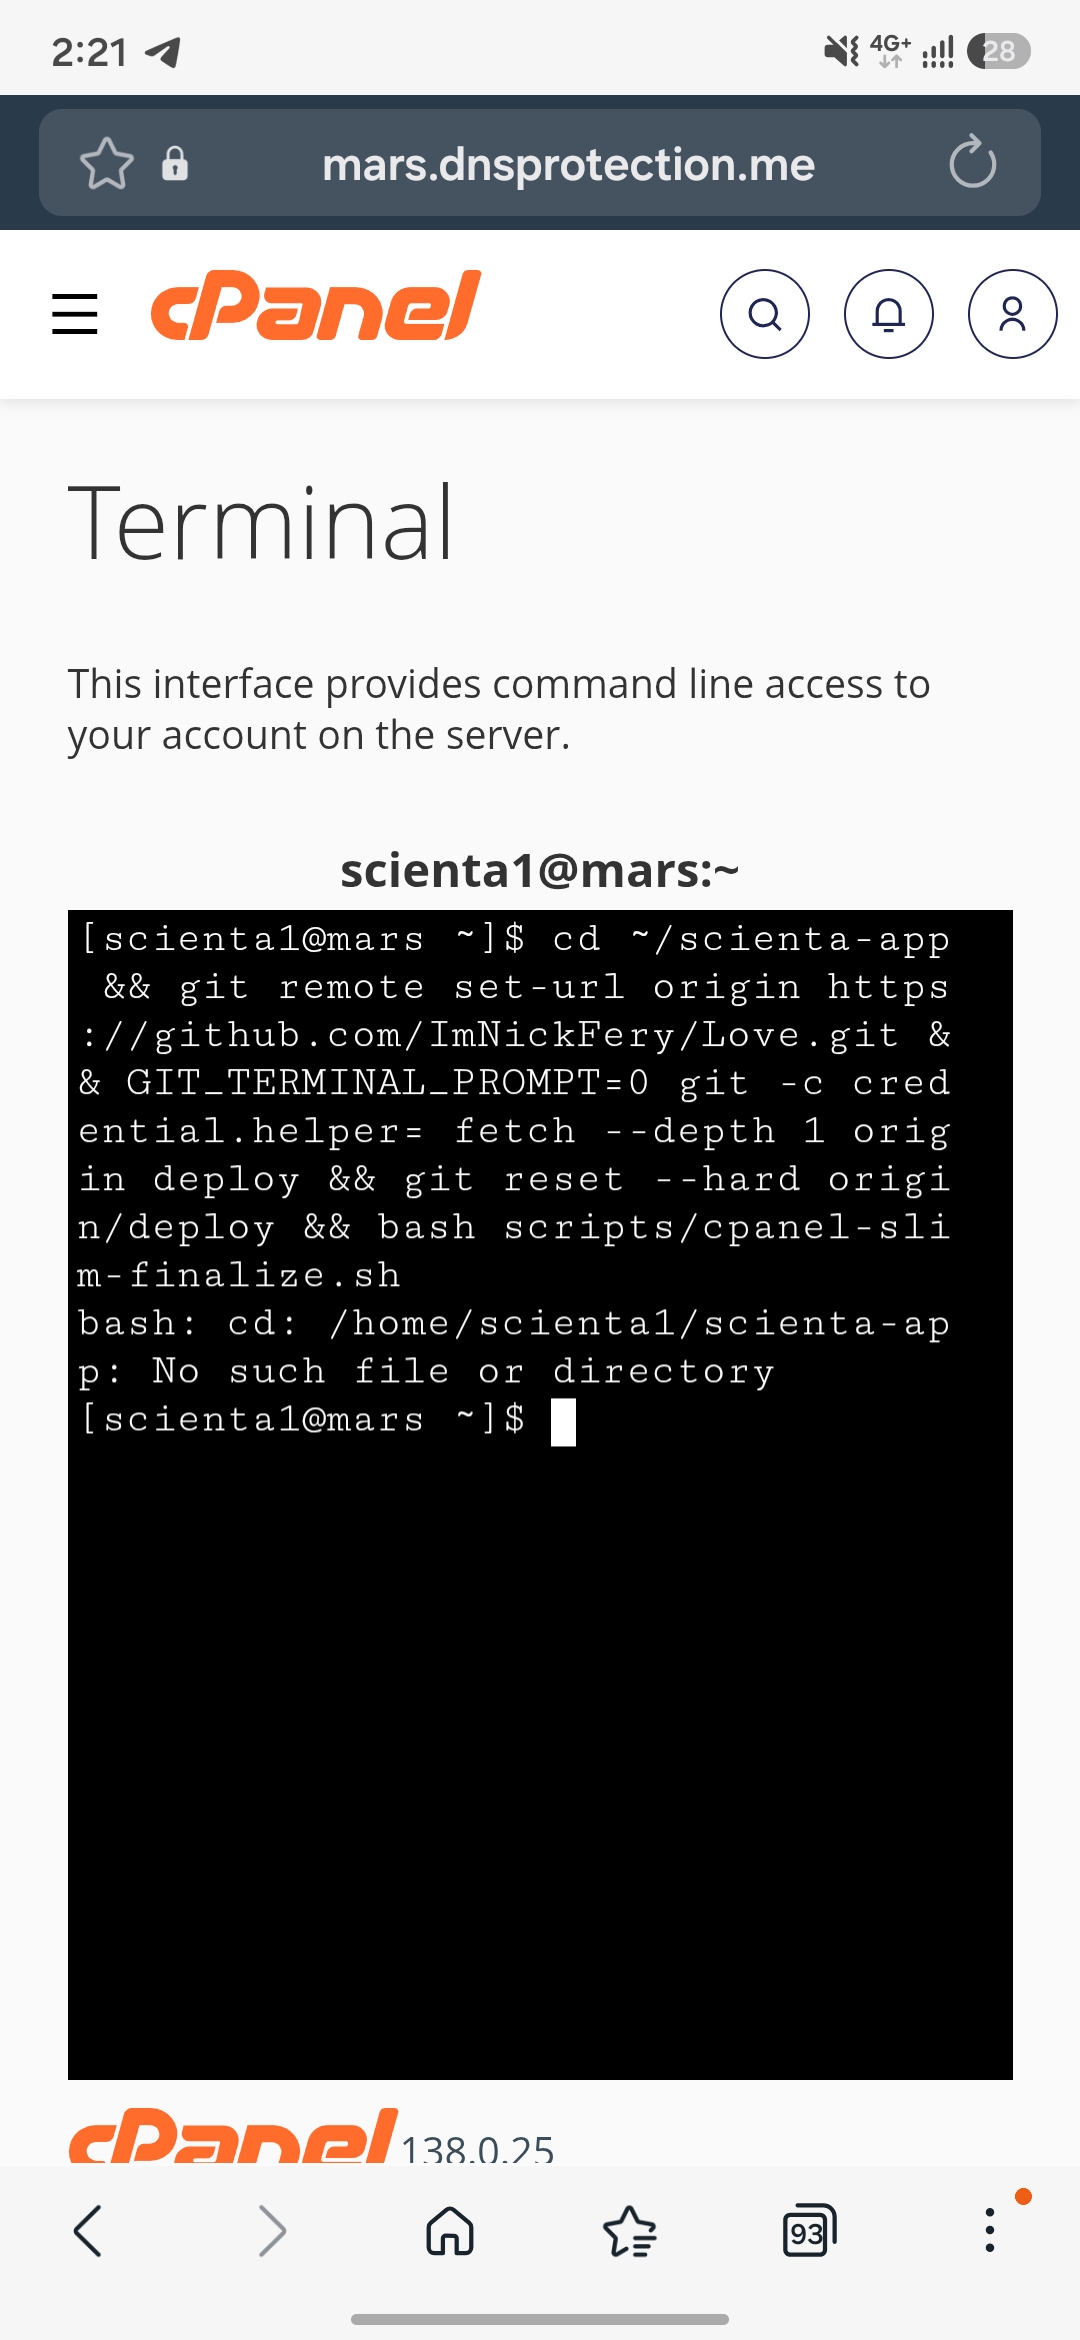 2:21
4G+
28
mars.dnsprotection.me
cPanel
Terminal
This interface provides command line access to
your account on the server.
scienta1@mars:~
[scienta1@mars ~]$ cd ~/scienta-app
 && git remote set-url origin https
://github.com/ImNickFery/Love.git &
& GIT_TERMINAL_PROMPT=0 git -c cred
ential.helper= fetch --depth 1 orig
in deploy && git reset --hard origi
n/deploy && bash scripts/cpanel-sli
m-finalize.sh
bash: cd: /home/scienta1/scienta-ap
p: No such file or directory
[scienta1@mars ~]$
cPanel 138.0.25
93